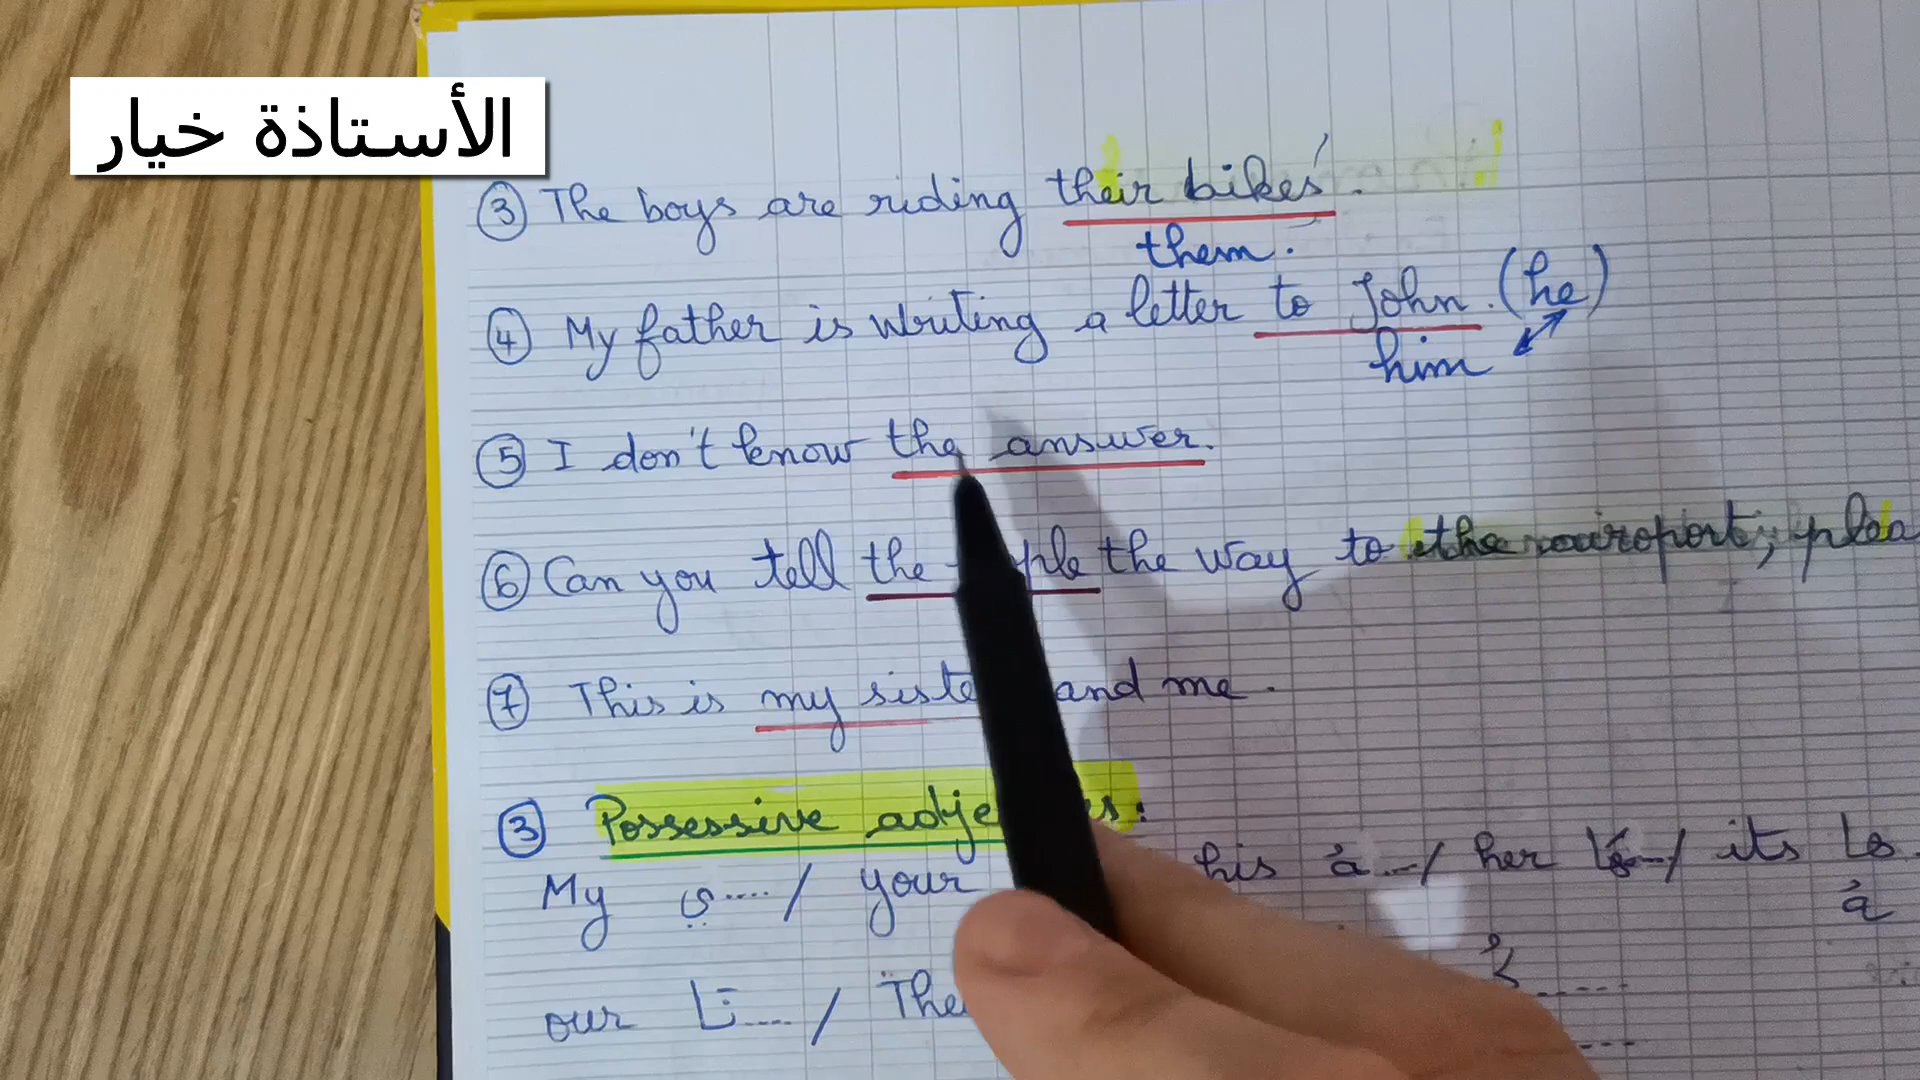 الأستاذة خيار
③ The boys are riding their bikes.
them.
④ My father is writing a letter to John. (he)
him
⑤ I don't know the answer.
⑥ Can you tell the the way to the airport, plea
⑦ This is my siste and me.
③ Possessive adje s:
My ي.... / your his ه.../ her ها.../ its ها.
ه
our نا.... / The